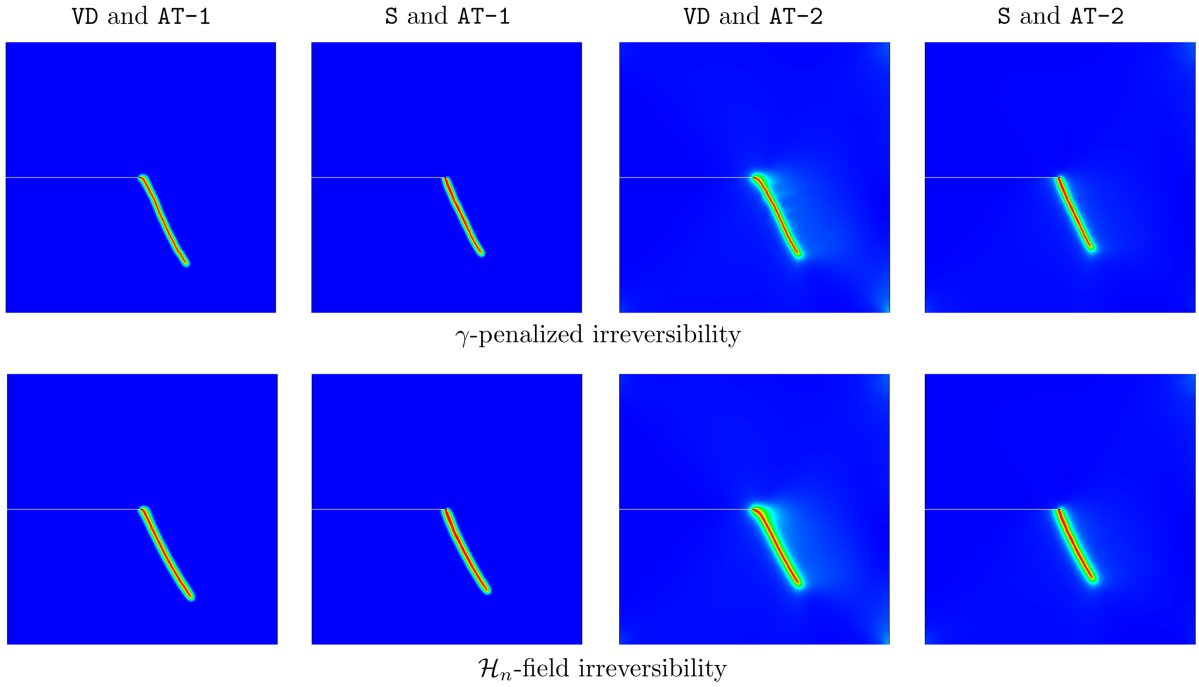 VD and AT-1 S and AT-1 VD and AT-2 S and AT-2
γ-penalized irreversibility
ℋₙ-field irreversibility